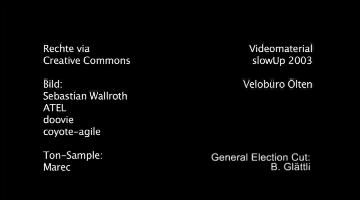 Rechte via
Creative Commons
Bild:
Sebastian Wallroth
ATEL
doovie
coyote-agile
Ton-Sample:
Marec
Videomaterial
slowUp 2003
Velobüro Ölten
General Election Cut:
B. Glättli